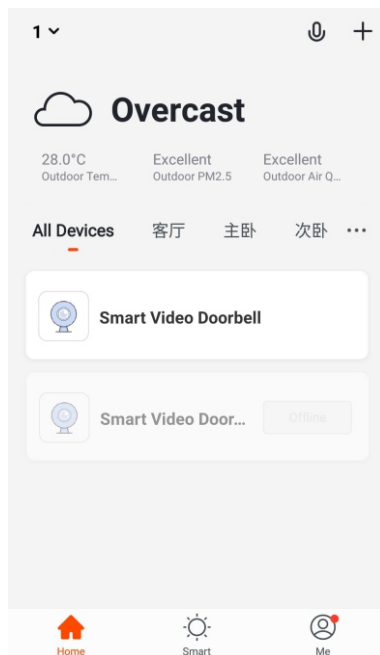 1
Overcast
28.0°C Excellent Excellent
Outdoor Tem... Outdoor PM2.5 Outdoor Air Q...
All Devices 客厅 主卧 次卧 ...
Smart Video Doorbell
Smart Video Door... Offline
Home Smart Me